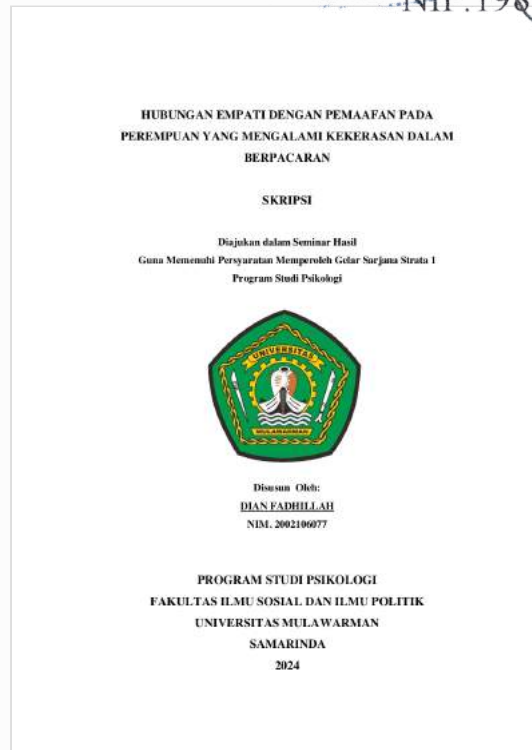 HUBUNGAN EMPATI DENGAN PEMAAFAN PADA
PEREMPUAN YANG MENGALAMI KEKERASAN DALAM
BERPACARAN
SKRIPSI
Diajukan dalam Seminar Hasil
Guna Memenuhi Persyaratan Memperoleh Gelar Sarjana Strata 1
Program Studi Psikologi
UNIVERSITAS
MULAWARMAN
Disusun Oleh:
DIAN FADHILLAH
NIM. 2002106077
PROGRAM STUDI PSIKOLOGI
FAKULTAS ILMU SOSIAL DAN ILMU POLITIK
UNIVERSITAS MULAWARMAN
SAMARINDA
2024